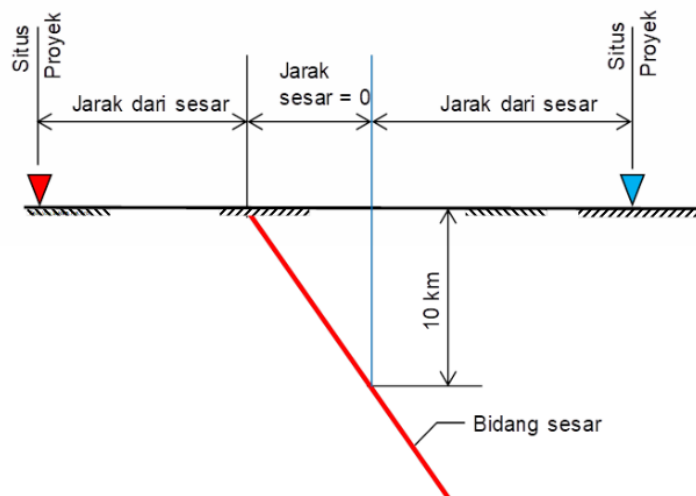 Situs
Proyek
Jarak dari sesar
Jarak
sesar = 0
Jarak dari sesar
Situs
Proyek
10 km
Bidang sesar